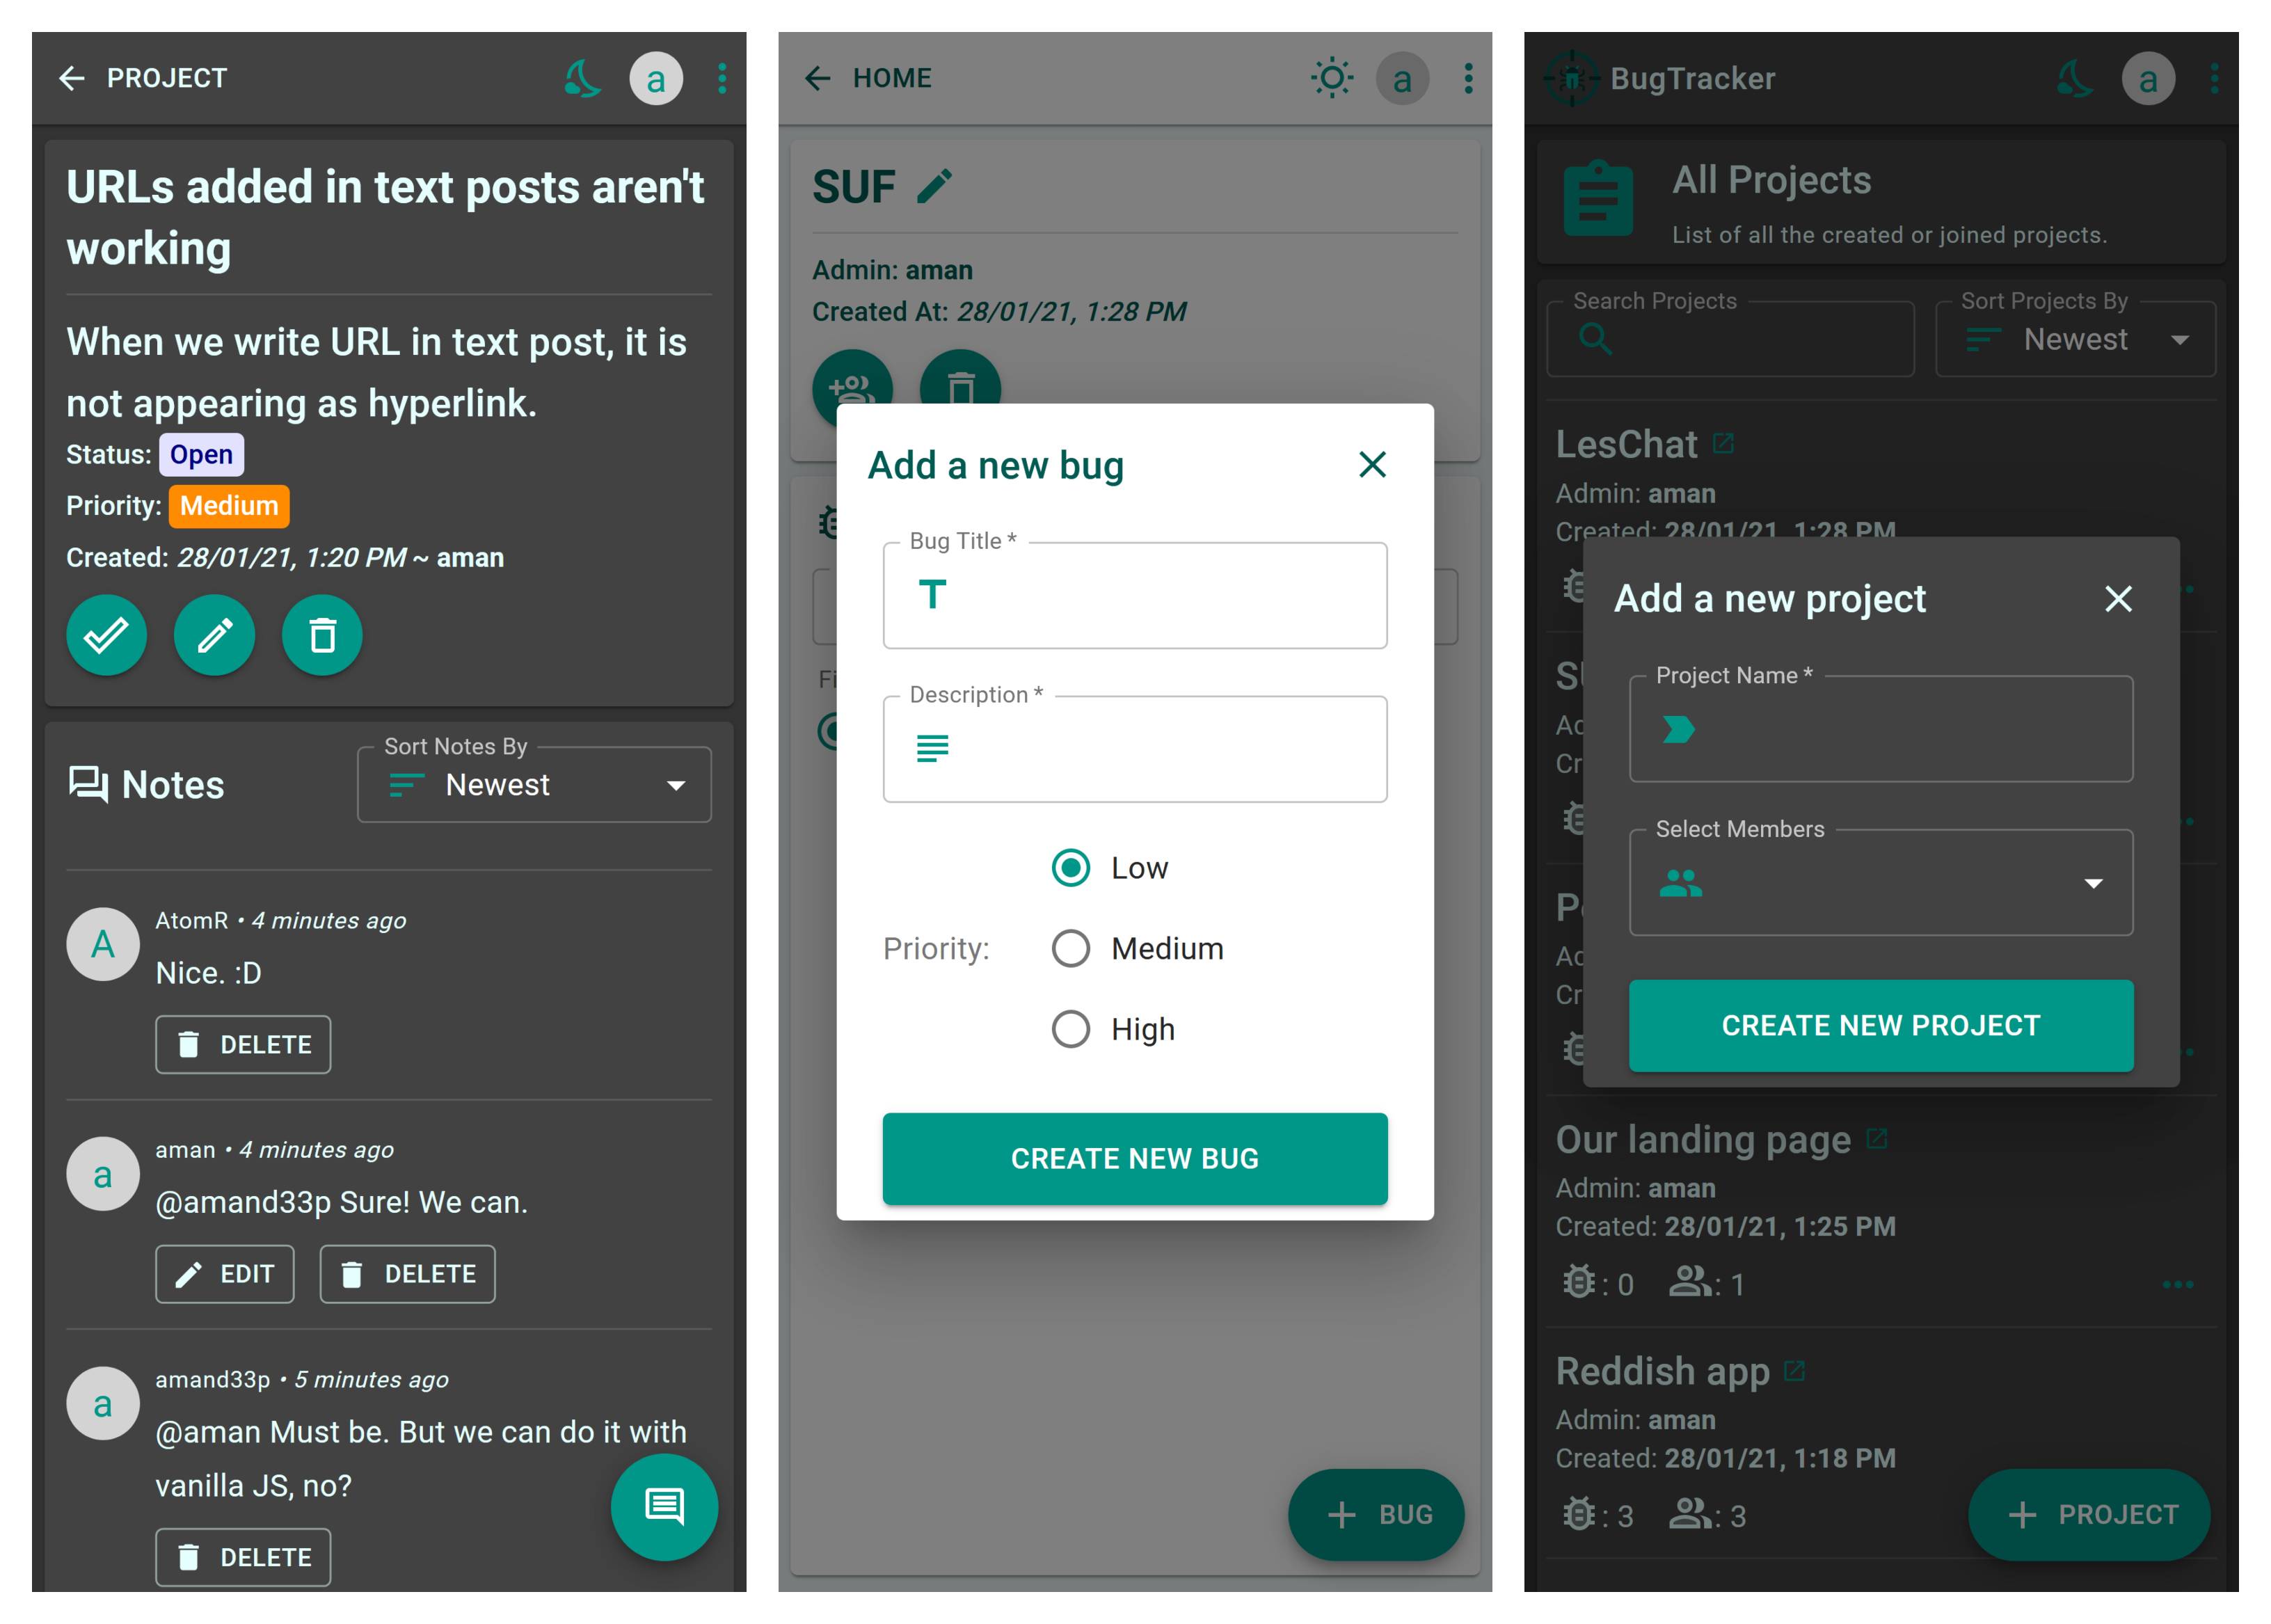 PROJECT
a
URLs added in text posts aren't
working
When we write URL in text post, it is
not appearing as hyperlink.
Status: Open
Priority: Medium
Created: 28/01/21, 1:20 PM ~ aman
Notes
Sort Notes By
Newest
A
AtomR • 4 minutes ago
Nice. :D
DELETE
a
aman • 4 minutes ago
@amand33p Sure! We can.
EDIT
DELETE
a
amand33p • 5 minutes ago
@aman Must be. But we can do it with
vanilla JS, no?
DELETE
HOME
a
SUF
Admin: aman
Created At: 28/01/21, 1:28 PM
Add a new bug
Bug Title *
Description *
Priority:
Low
Medium
High
CREATE NEW BUG
+ BUG
BugTracker
a
All Projects
List of all the created or joined projects.
Search Projects
Sort Projects By
Newest
LesChat
Admin: aman
Created: 28/01/21, 1:28 PM
Add a new project
Project Name *
Select Members
CREATE NEW PROJECT
Our landing page
Admin: aman
Created: 28/01/21, 1:25 PM
: 0
: 1
Reddish app
Admin: aman
Created: 28/01/21, 1:18 PM
: 3
: 3
+ PROJECT